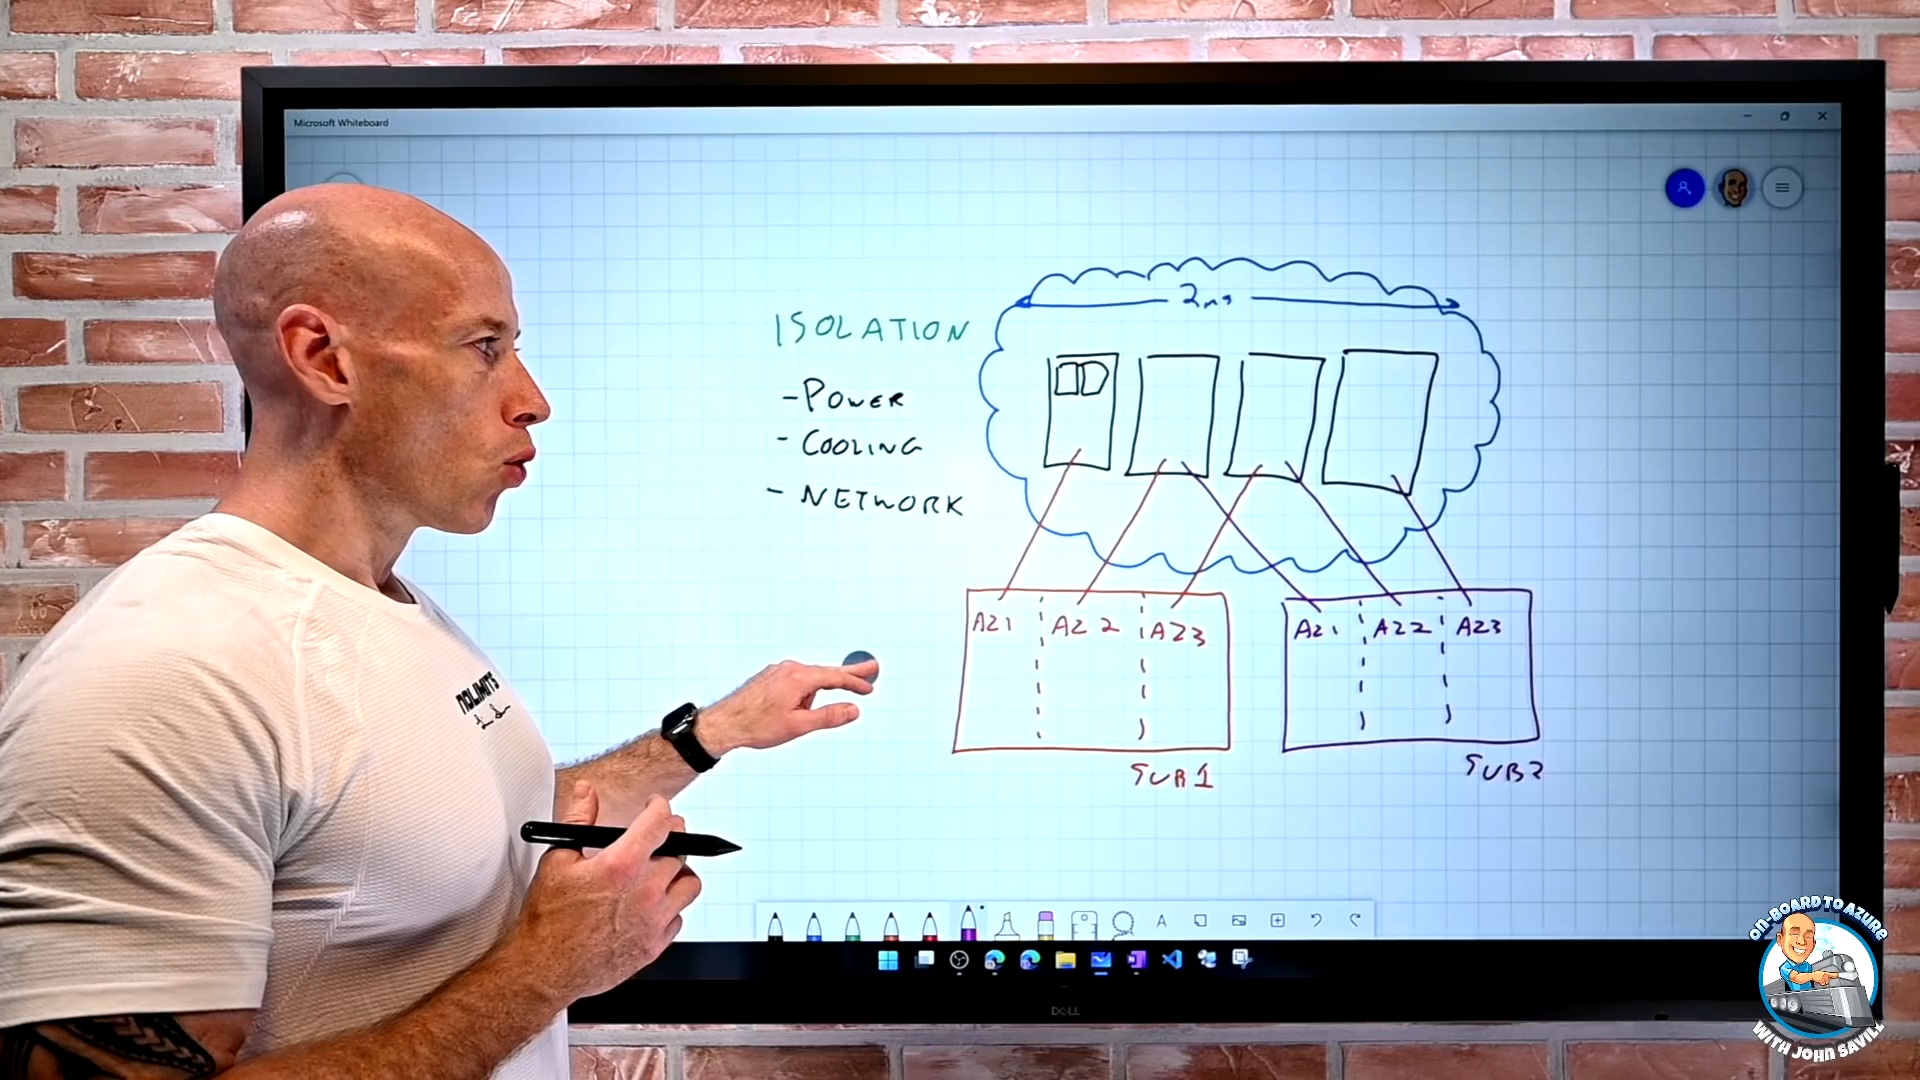 Microsoft Whiteboard
2ms
ISOLATION
- POWER
- COOLING
- NETWORK
AZ1 AZ2 AZ3
AZ1 AZ2 AZ3
SUB1
SUB2
NOLIMITS
A
DELL
ON-BOARD TO AZURE
WITH JOHN SAVILL